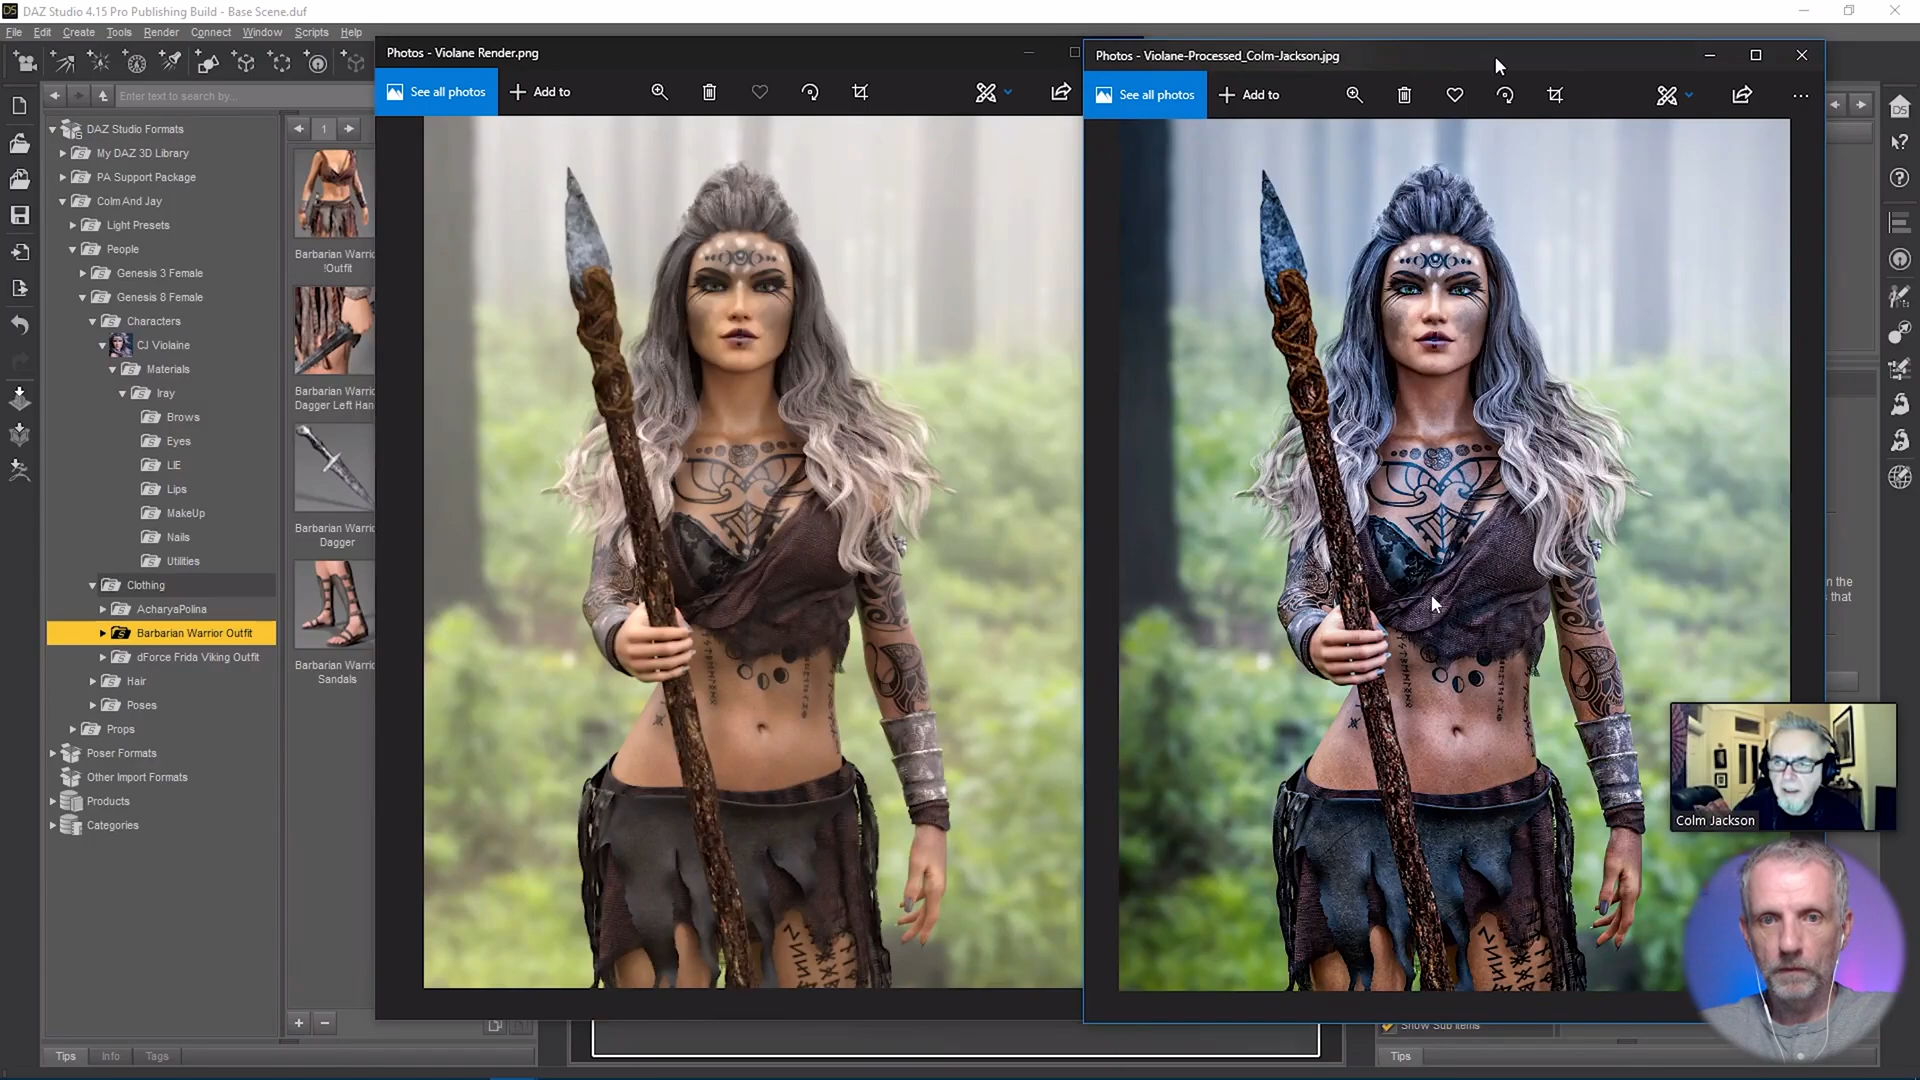 DAZ Studio 4.15 Pro Publishing Build - Base Scene.duf
File Edit Create Tools Render Connect Window Scripts Help
Enter text to search by...
DAZ Studio Formats
My DAZ 3D Library
PA Support Package
Colm And Jay
Light Presets
People
Genesis 3 Female
Genesis 8 Female
Characters
CJ Violaine
Materials
Iray
Brows
Eyes
LIE
Lips
MakeUp
Nails
Utilities
Clothing
AcharyaPolina
Barbarian Warrior Outfit
dForce Frida Viking Outfit
Hair
Poses
Props
Poser Formats
Other Import Formats
Products
Categories
1
Barbarian Warric
!Outfit
Barbarian Warric
Dagger Left Han
Barbarian Warric
Dagger
Barbarian Warric
Sandals
Tips Info Tags
Photos - Violane Render.png
See all photos
Add to
Photos - Violane-Processed_Colm-Jackson.jpg
See all photos
Add to
n the
s that
Colm Jackson
Show Sub Items
Tips